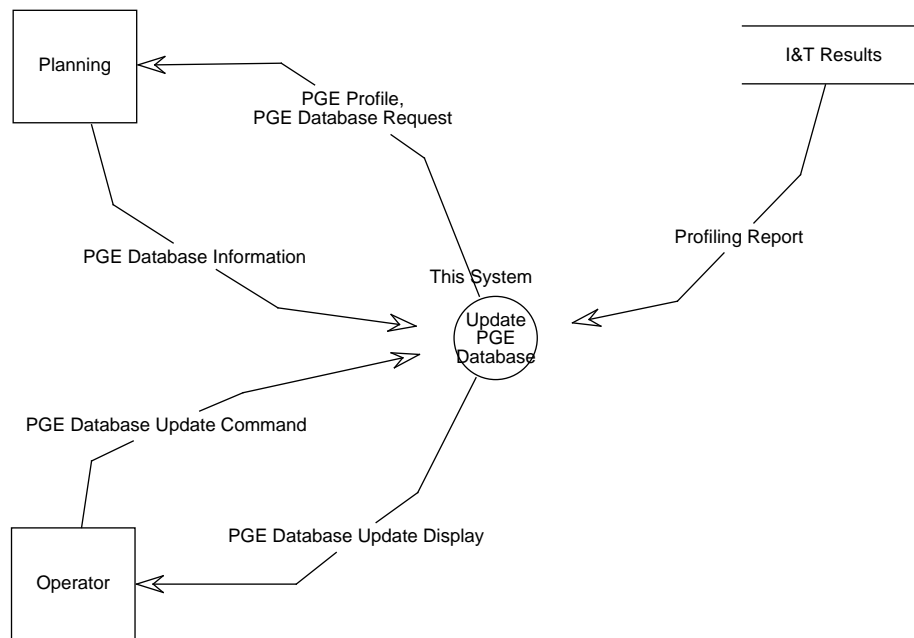 Planning
I&T Results
PGE Profile,
PGE Database Request
Profiling Report
PGE Database Information
This System
Update
PGE
Database
PGE Database Update Command
PGE Database Update Display
Operator